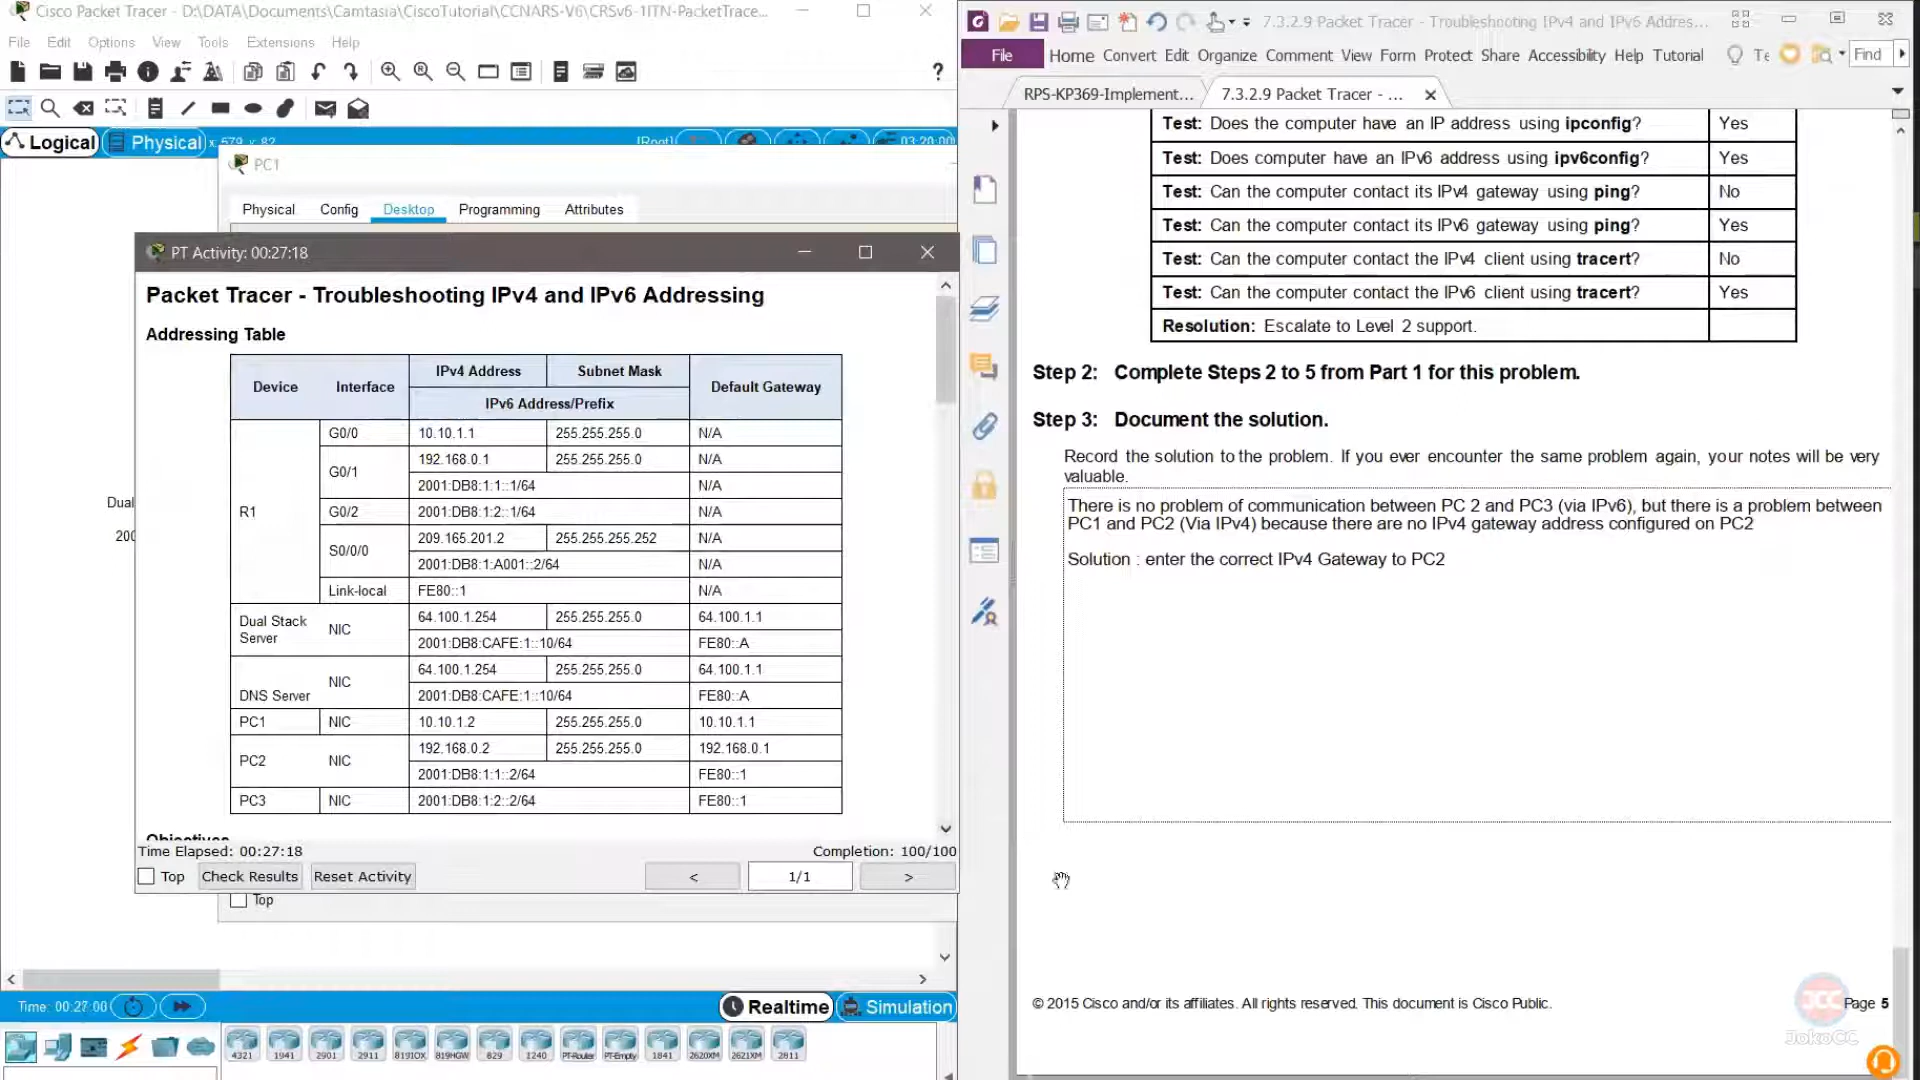 Cisco Packet Tracer - D:\DATA\Documents\Camtasia\CiscoTutorial\CCNARS-V6\CRSv6-1ITN-PacketTrace...
File Edit Options View Tools Extensions Help
Logical
Physical
x: 579, y: 82
[Root]
03:20:00
PC1
Physical Config Desktop Programming Attributes
PT Activity: 00:27:18
Packet Tracer - Troubleshooting IPv4 and IPv6 Addressing
Addressing Table
Device Interface IPv4 Address Subnet Mask Default Gateway
IPv6 Address/Prefix
R1
G0/0 10.10.1.1 255.255.255.0 N/A
G0/1 192.168.0.1 255.255.255.0 N/A
2001:DB8:1:1::1/64 N/A
G0/2 2001:DB8:1:2::1/64 N/A
S0/0/0 209.165.201.2 255.255.255.252 N/A
2001:DB8:1:A001::2/64 N/A
Link-local FE80::1 N/A
Dual Stack Server NIC 64.100.1.254 255.255.255.0 64.100.1.1
2001:DB8:CAFE:1::10/64 FE80::A
DNS Server NIC 64.100.1.254 255.255.255.0 64.100.1.1
2001:DB8:CAFE:1::10/64 FE80::A
PC1 NIC 10.10.1.2 255.255.255.0 10.10.1.1
PC2 NIC 192.168.0.2 255.255.255.0 192.168.0.1
2001:DB8:1:1::2/64 FE80::1
PC3 NIC 2001:DB8:1:2::2/64 FE80::1
Objectives
Time Elapsed: 00:27:18
Completion: 100/100
Top Check Results Reset Activity < 1/1 >
Top
Dual
200
Time: 00:27:00
Realtime Simulation
4321 1941 2901 2911 819IOX 819HGW 829 1240 PT-Router PT-Empty 1841 2620XM 2621XM 2811
7.3.2.9 Packet Tracer - Troubleshooting IPv4 and IPv6 Addres...
File Home Convert Edit Organize Comment View Form Protect Share Accessibility Help Tutorial Te Find
RPS-KP369-Implement...
7.3.2.9 Packet Tracer - ...
Test: Does the computer have an IP address using ipconfig? Yes
Test: Does computer have an IPv6 address using ipv6config? Yes
Test: Can the computer contact its IPv4 gateway using ping? No
Test: Can the computer contact its IPv6 gateway using ping? Yes
Test: Can the computer contact the IPv4 client using tracert? No
Test: Can the computer contact the IPv6 client using tracert? Yes
Resolution: Escalate to Level 2 support.
Step 2: Complete Steps 2 to 5 from Part 1 for this problem.
Step 3: Document the solution.
Record the solution to the problem. If you ever encounter the same problem again, your notes will be very
valuable.
There is no problem of communication between PC 2 and PC3 (via IPv6), but there is a problem between
PC1 and PC2 (Via IPv4) because there are no IPv4 gateway address configured on PC2
Solution : enter the correct IPv4 Gateway to PC2
© 2015 Cisco and/or its affiliates. All rights reserved. This document is Cisco Public.
Page 5
JCC
JokoCC